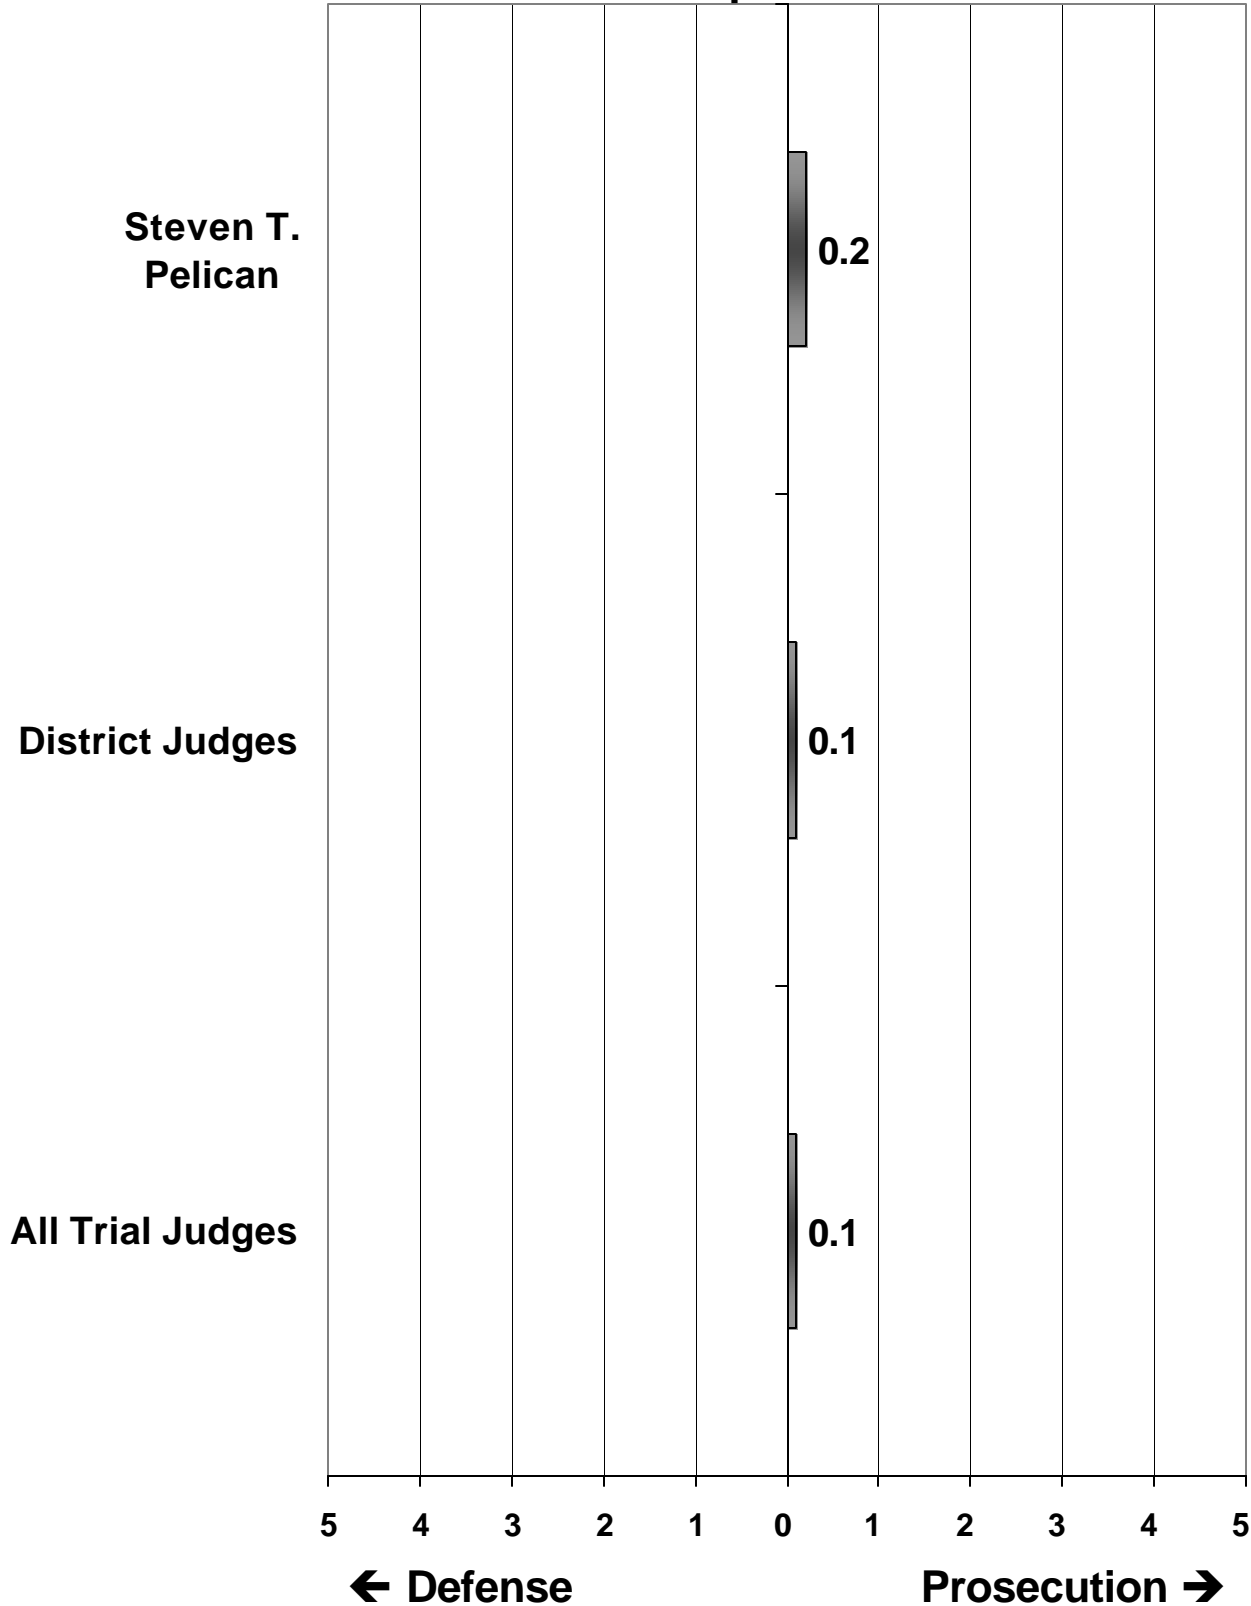 Steven T.
Pelican
0.2
District Judges
0.1
All Trial Judges
0.1
5 4 3 2 1 0 1 2 3 4 5
← Defense Prosecution →